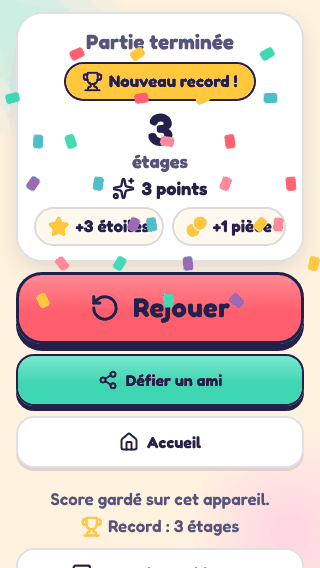 Partie terminée
Nouveau record !
3
étages
3 points
+3 étoiles
+1 pièce
Rejouer
Défier un ami
Accueil
Score gardé sur cet appareil.
Record : 3 étages